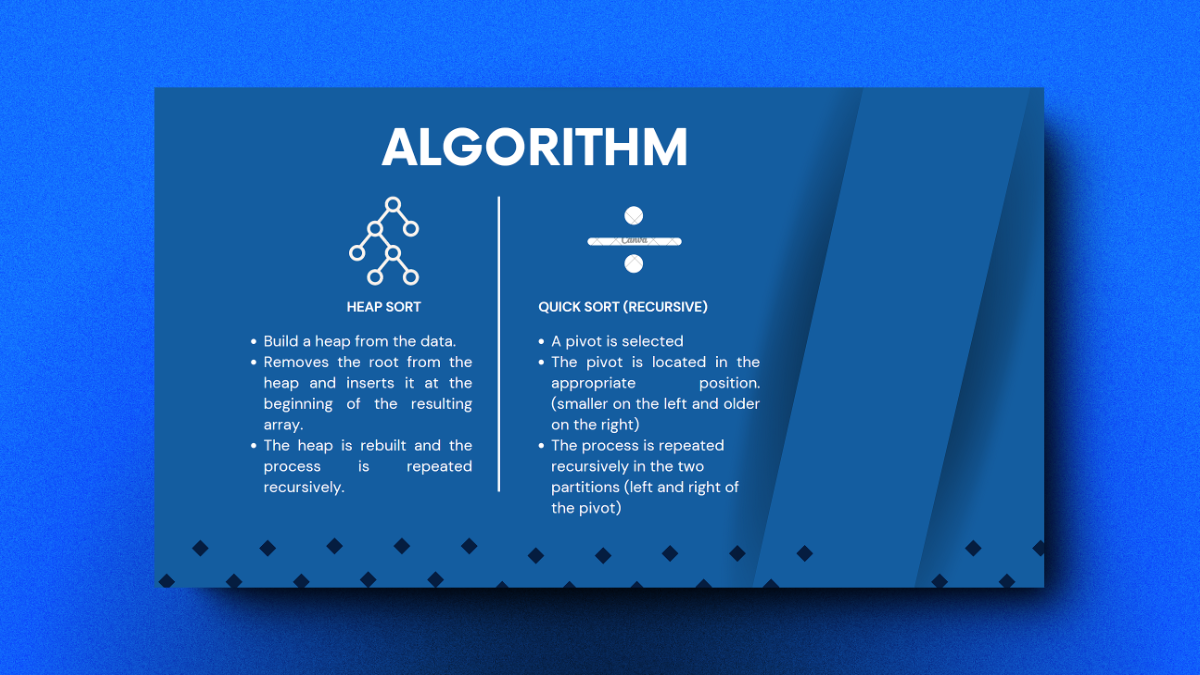 ALGORITHM
HEAP SORT
• Build a heap from the data.
• Removes the root from the
heap and inserts it at the
beginning of the resulting
array.
• The heap is rebuilt and the
process is repeated
recursively.
Canva
QUICK SORT (RECURSIVE)
• A pivot is selected
• The pivot is located in the
appropriate position.
(smaller on the left and older
on the right)
• The process is repeated
recursively in the two
partitions (left and right of
the pivot)